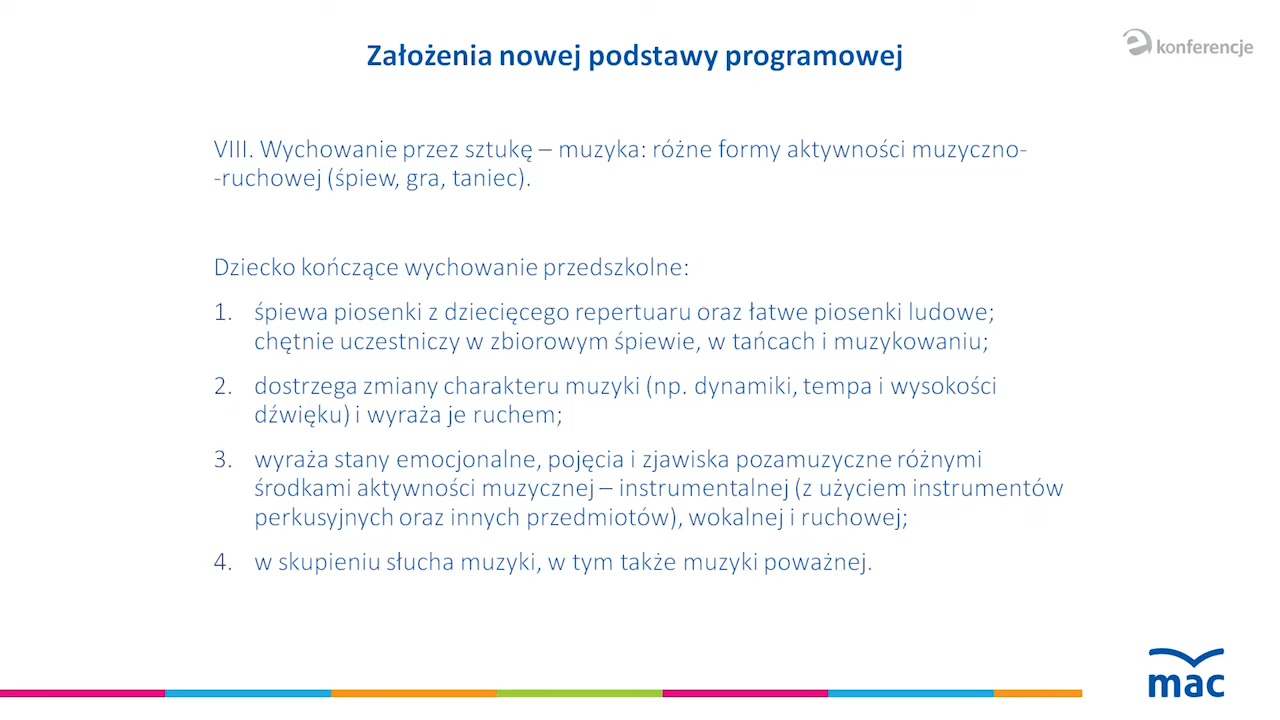 Założenia nowej podstawy programowej
e konferencje
VIII. Wychowanie przez sztukę – muzyka: różne formy aktywności muzyczno-
-ruchowej (śpiew, gra, taniec).
Dziecko kończące wychowanie przedszkolne:
1. śpiewa piosenki z dziecięcego repertuaru oraz łatwe piosenki ludowe;
chętnie uczestniczy w zbiorowym śpiewie, w tańcach i muzykowaniu;
2. dostrzega zmiany charakteru muzyki (np. dynamiki, tempa i wysokości
dźwięku) i wyraża je ruchem;
3. wyraża stany emocjonalne, pojęcia i zjawiska pozamuzyczne różnymi
środkami aktywności muzycznej – instrumentalnej (z użyciem instrumentów
perkusyjnych oraz innych przedmiotów), wokalnej i ruchowej;
4. w skupieniu słucha muzyki, w tym także muzyki poważnej.
mac